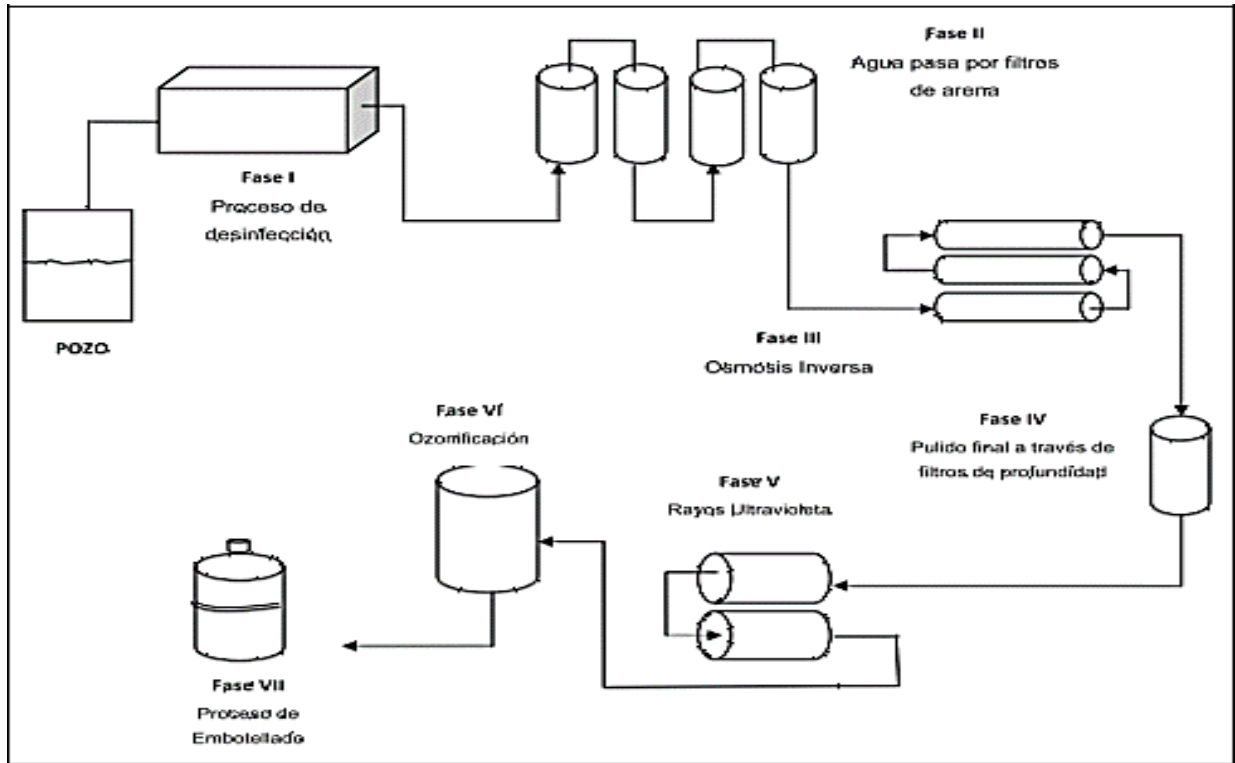 Fase II
Agua pasa por filtros
de arena
Fase I
Proceso de
desinfección
POZO
Fase III
Osmósis Inversa
Fase IV
Pulido final a través de
filtros de profundidad
Fase V
Rayos Ultravioleta
Fase VI
Ozonificación
Fase VII
Proceso de
Embotellado